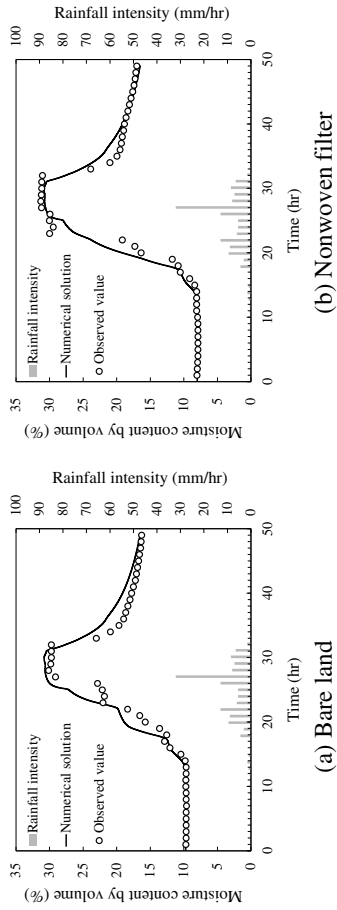 Rainfall intensity (mm/hr)
0 10 20 30 40 50 60 70 80 90 100
Moisture content by volume (%)
0 5 10 15 20 25 30 35
Rainfall intensity
Numerical solution
Observed value
0 10 20 30 40 50
Time (hr)
(a) Bare land
Rainfall intensity (mm/hr)
0 10 20 30 40 50 60 70 80 90 100
Moisture content by volume (%)
0 5 10 15 20 25 30 35
Rainfall intensity
Numerical solution
Observed value
0 10 20 30 40 50
Time (hr)
(b) Nonwoven filter